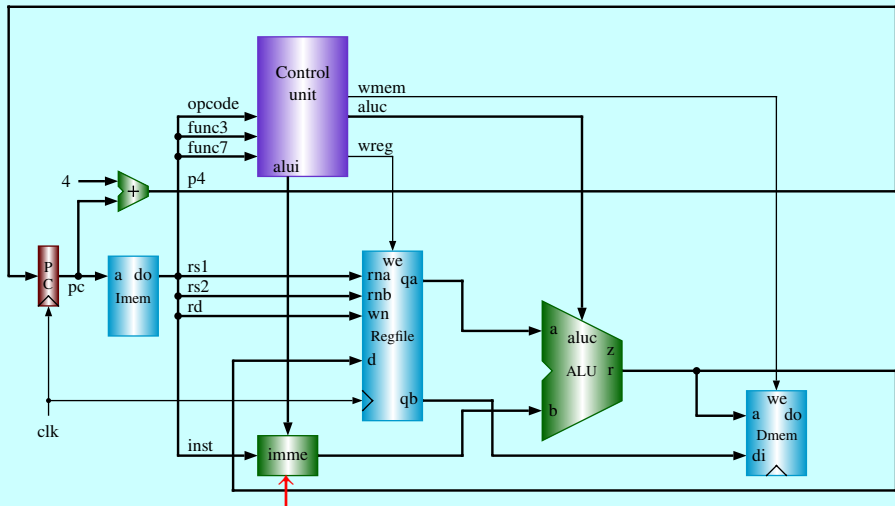 Control
unit
wmem
opcode
aluc
func3
func7
wreg
alui
4
+
p4
P
C
pc
a do
Imem
rs1
rs2
rd
we
rna
qa
rnb
wn
Regfile
d
qb
a
aluc
z
ALU
r
b
we
a do
Dmem
di
clk
inst
imme